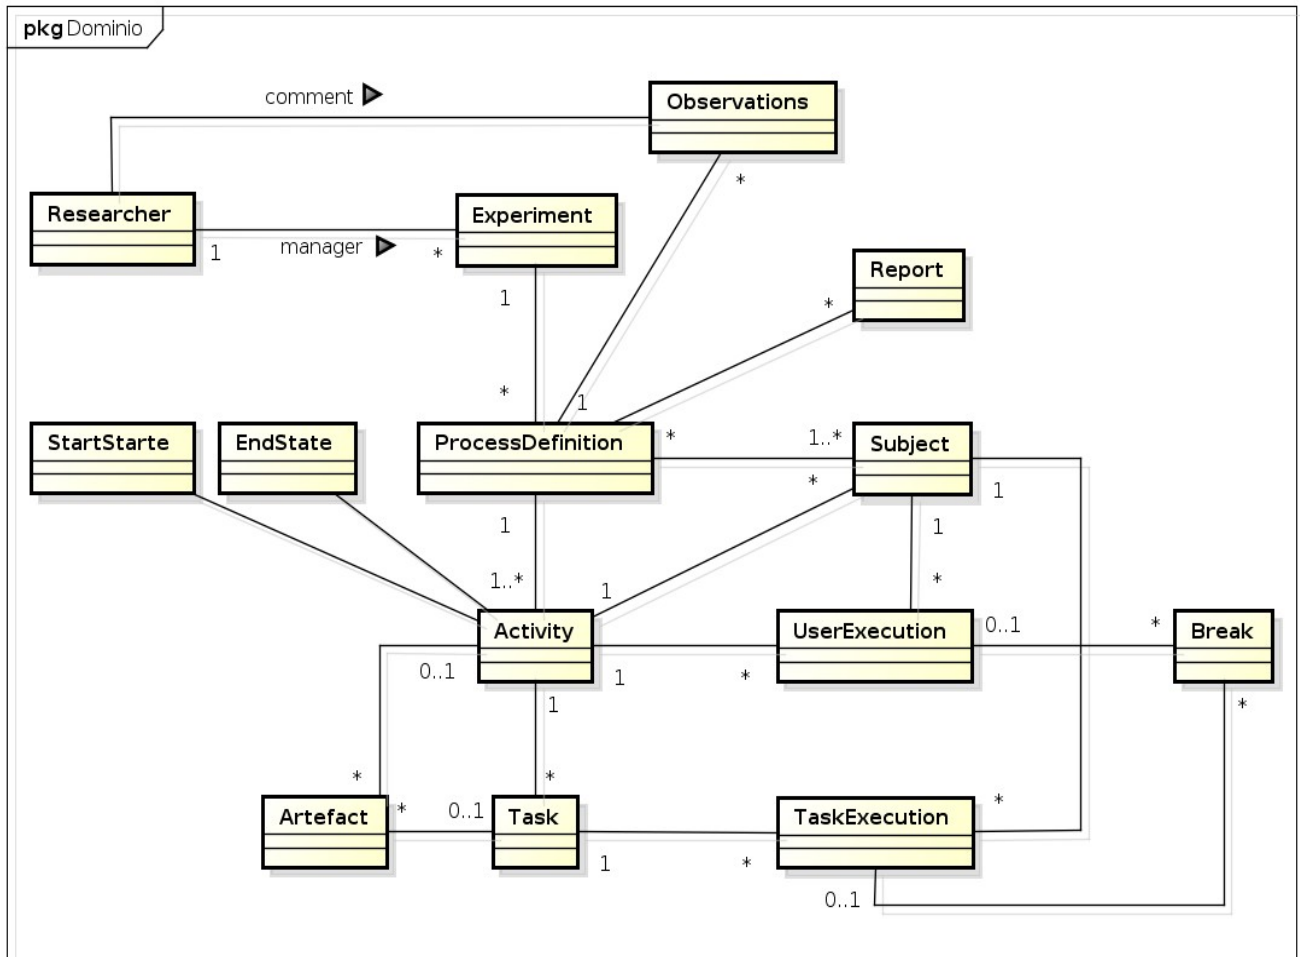 pkg Dominio
comment
Observations
*
Researcher
Experiment
1
manager
*
1
Report
*
*
1
StartStarte
EndState
ProcessDefinition
*
1..*
Subject
*
1
1
1
1..*
*
1
Activity
UserExecution
0..1
*
Break
0..1
1
*
1
*
*
*
Artefact
*
0..1
Task
TaskExecution
*
1
*
0..1